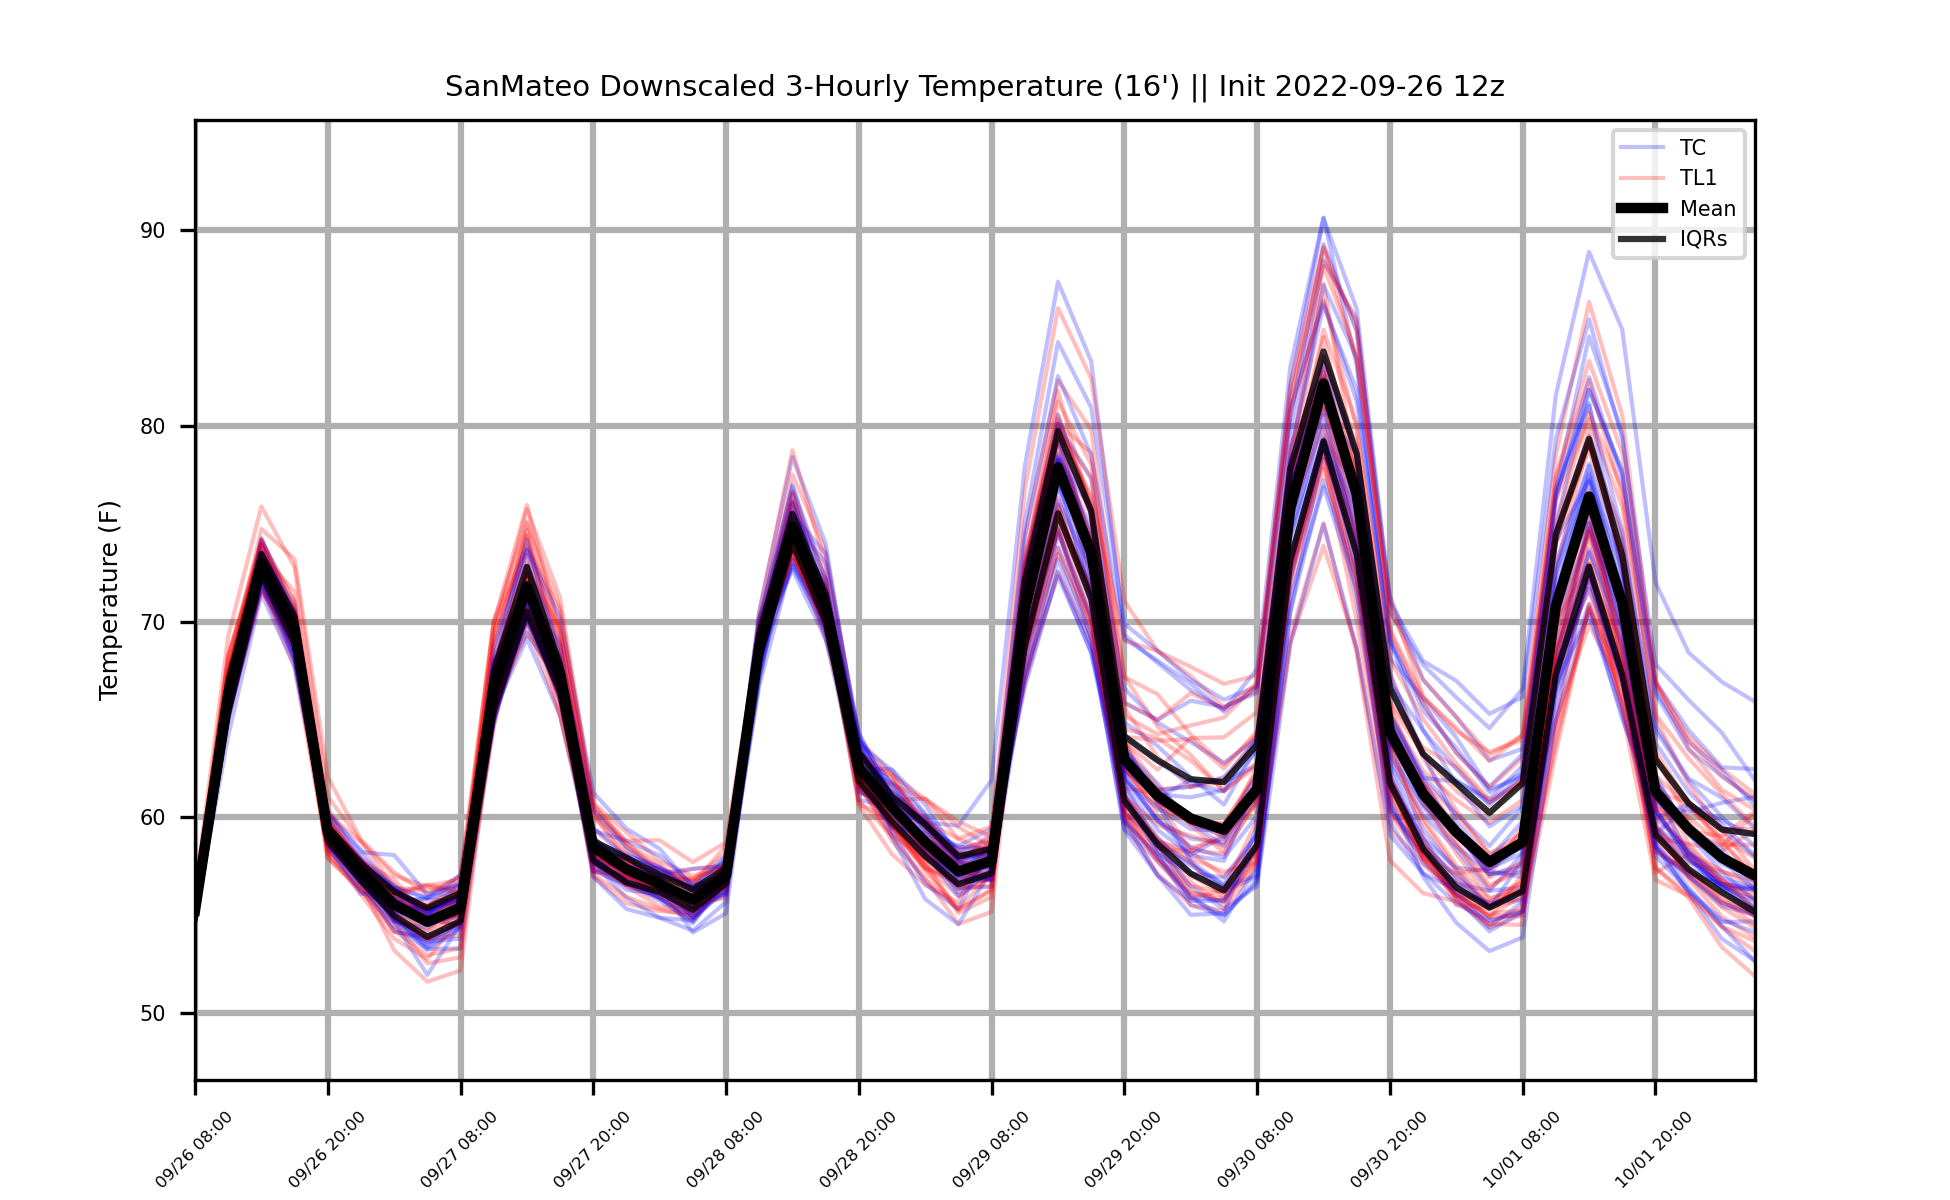 SanMateo Downscaled 3-Hourly Temperature (16') || Init 2022-09-26 12z
TC
TL1
Mean
IQRs
Temperature (F)
90
80
70
60
50
09/26 08:00
09/26 20:00
09/27 08:00
09/27 20:00
09/28 08:00
09/28 20:00
09/29 08:00
09/29 20:00
09/30 08:00
09/30 20:00
10/01 08:00
10/01 20:00